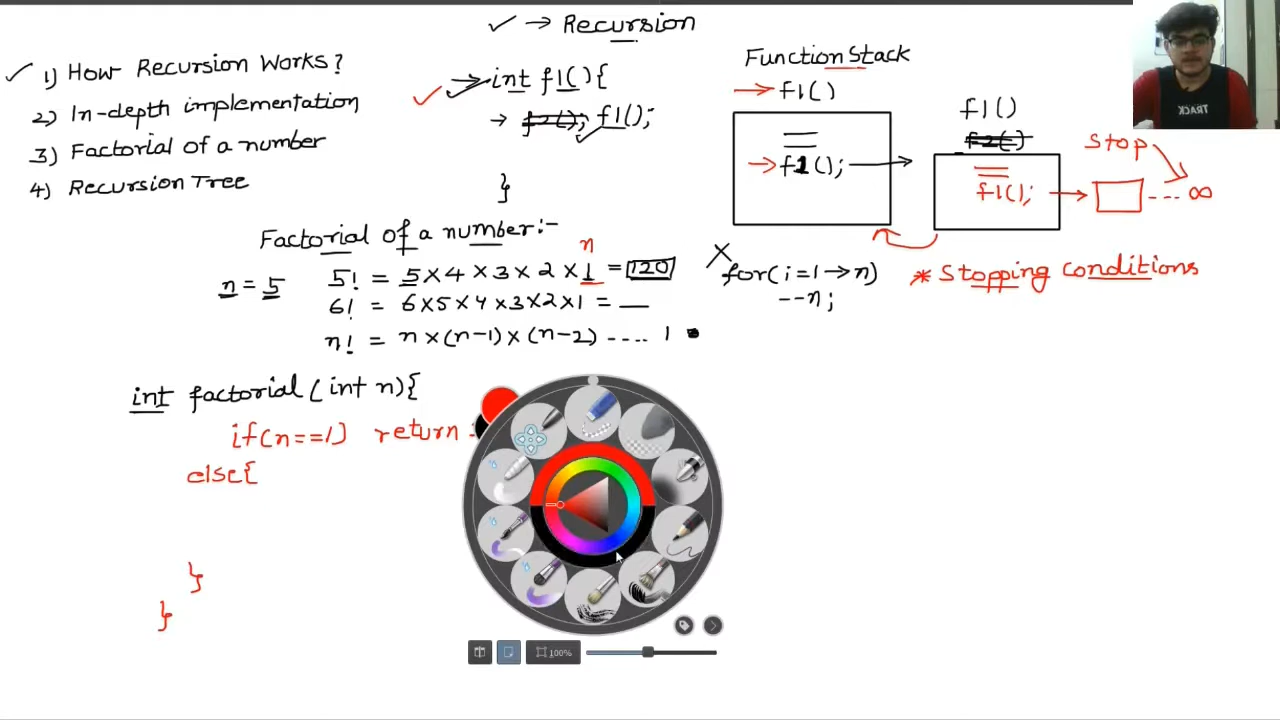 ✓ → Recursion
✓ 1) How Recursion Works?
2) In-depth implementation
3) Factorial of a number
4) Recursion Tree
→ int f1() {
→ f2(); f1();
}
Function Stack
→ f1()
→ f1();
f1()
f2()
f1();
Stop
---- ∞
* Stopping conditions
TRACK
Factorial of a number:-
n
n = 5
5! = 5 × 4 × 3 × 2 × 1 = 120
6! = 6×5×4×3×2×1 = __
n! = n × (n-1) × (n-2) .... 1
for(i=1→n)
--n;
int factorial (int n){
if(n==1) return
else{
}
}
100%